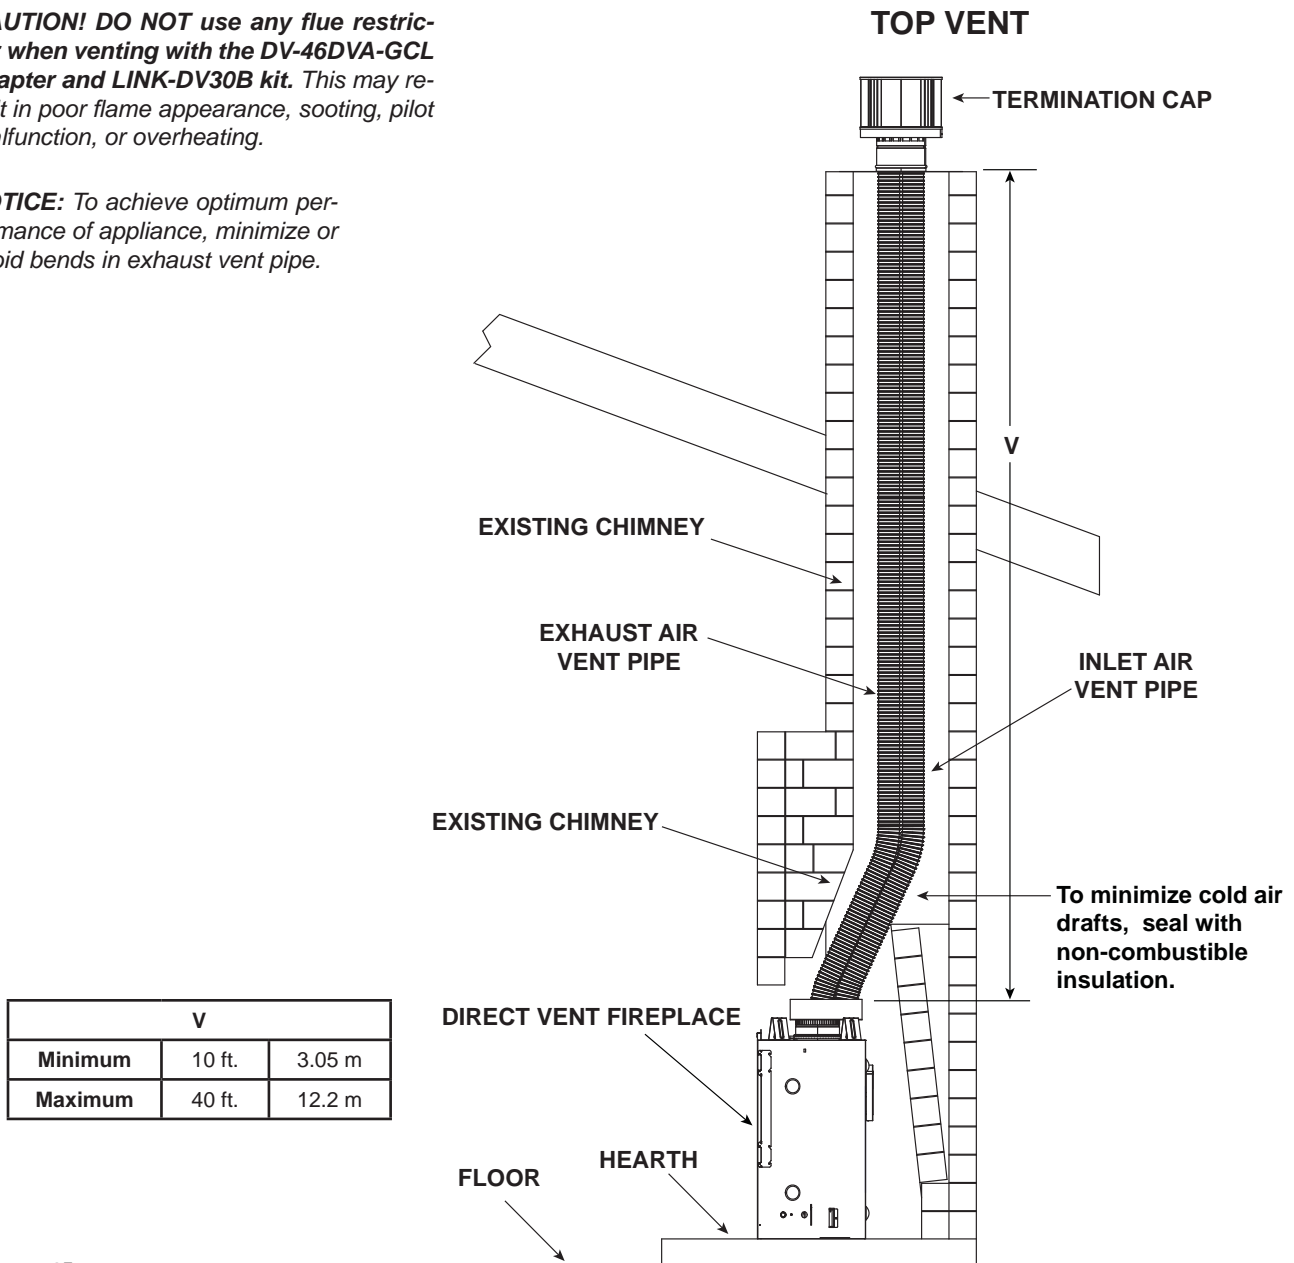 AUTION! DO NOT use any flue restric-
when venting with the DV-46DVA-GCL
apter and LINK-DV30B kit. This may re-
t in poor flame appearance, sooting, pilot
alfunction, or overheating.
OTICE: To achieve optimum per-
rmance of appliance, minimize or
oid bends in exhaust vent pipe.
TOP VENT
TERMINATION CAP
V
EXISTING CHIMNEY
EXHAUST AIR
VENT PIPE
INLET AIR
VENT PIPE
EXISTING CHIMNEY
To minimize cold air
drafts, seal with
non-combustible
insulation.
DIRECT VENT FIREPLACE
V
Minimum 10 ft. 3.05 m
Maximum 40 ft. 12.2 m
HEARTH
FLOOR